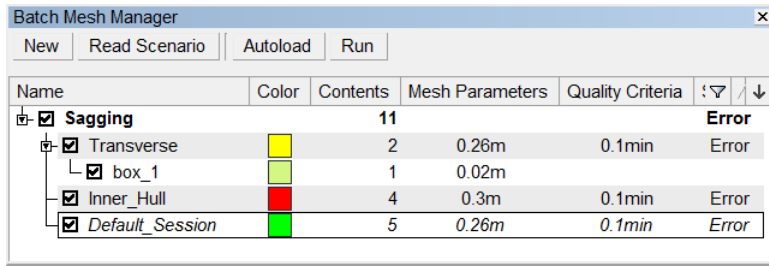 Batch Mesh Manager
New Read Scenario Autoload Run
Name Color Contents Mesh Parameters Quality Criteria
Sagging 11 Error
Transverse 2 0.26m 0.1min Error
box_1 1 0.02m
Inner_Hull 4 0.3m 0.1min Error
Default_Session 5 0.26m 0.1min Error